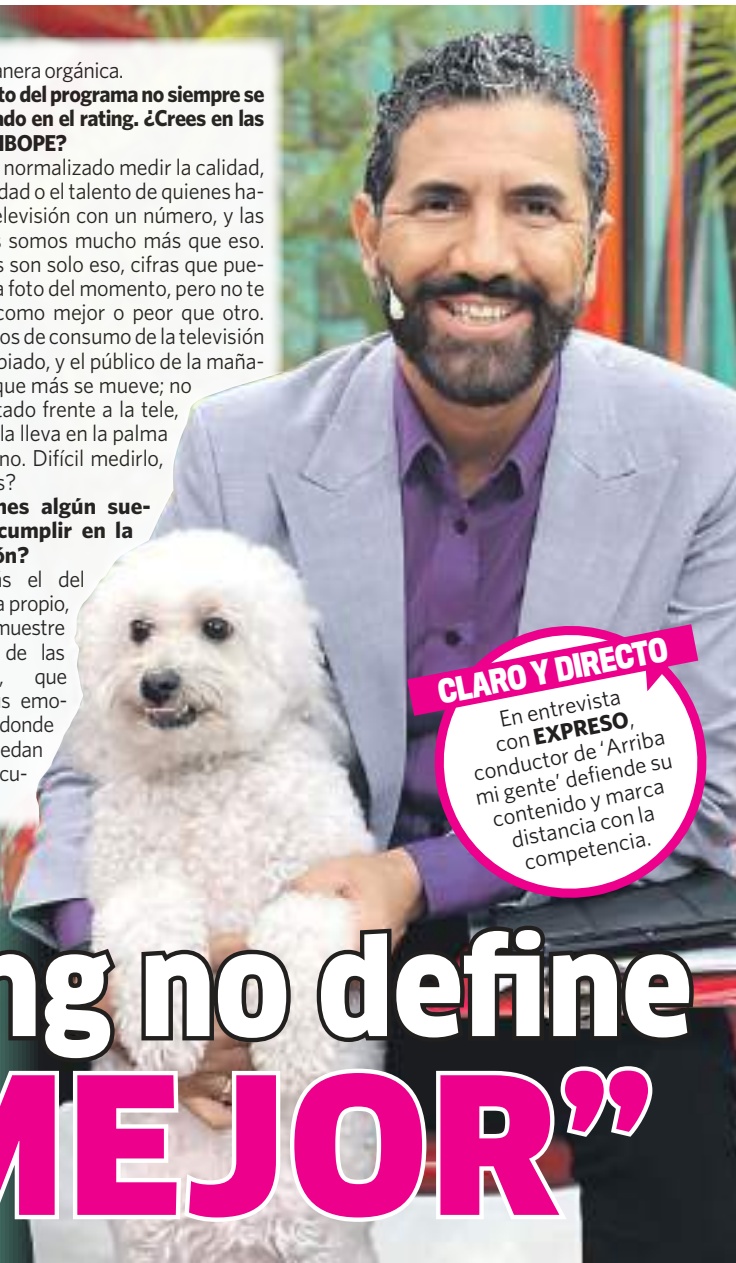 anera orgánica.
to del programa no siempre se
ado en el rating. ¿Crees en las
IBOPE?
normalizado medir la calidad,
dad o el talento de quienes ha-
elevisión con un número, y las
s somos mucho más que eso.
s son solo eso, cifras que pue-
a foto del momento, pero no te
como mejor o peor que otro.
os de consumo de la televisión
biado, y el público de la maña-
que más se mueve; no
tado frente a la tele,
la lleva en la palma
no. Difícil medirlo,
s?
nes algún sue-
cumplir en la
ón?
as el del
a propio,
muestre
de las
, que
us emo-
donde
edan
cu-
CLARO Y DIRECTO
En entrevista
con EXPRESO,
conductor de ‘Arriba
mi gente’ defiende su
contenido y marca
distancia con la
competencia.
ng no define
MEJOR”